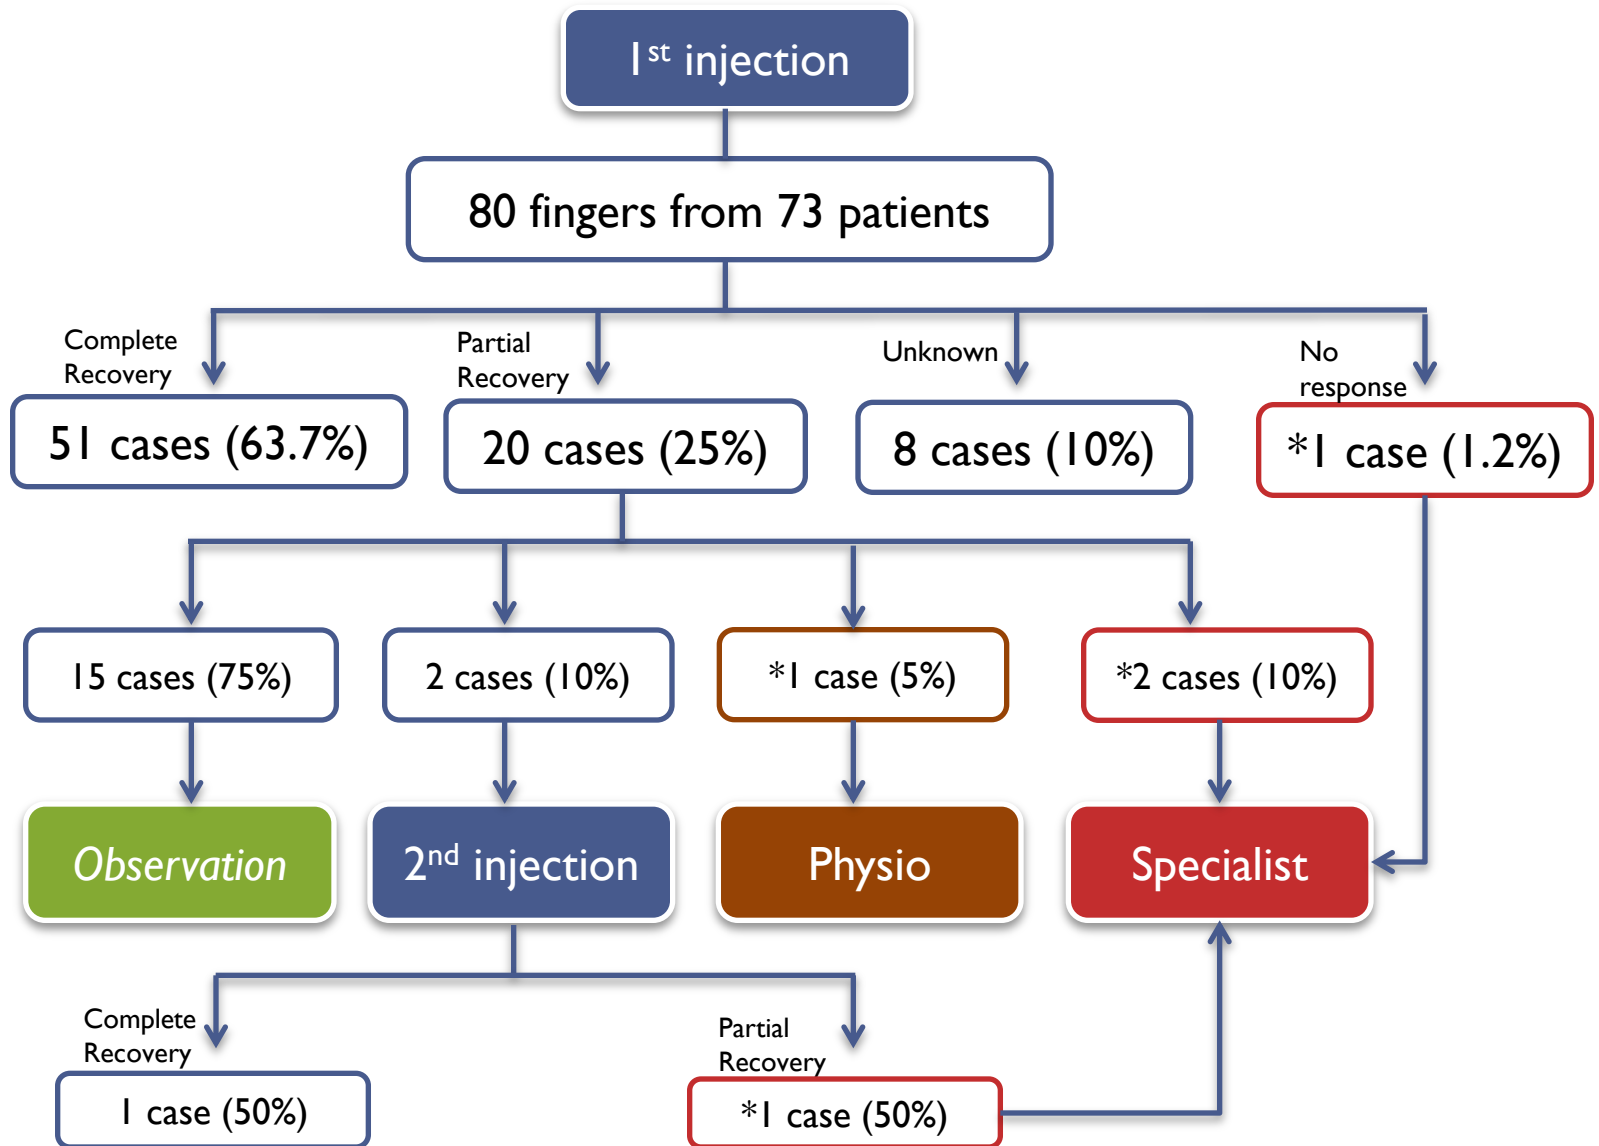 1st injection
80 fingers from 73 patients
Complete
Recovery
Partial
Recovery
Unknown
No
response
51 cases (63.7%)
20 cases (25%)
8 cases (10%)
*1 case (1.2%)
15 cases (75%)
2 cases (10%)
*1 case (5%)
*2 cases (10%)
Observation
2nd injection
Physio
Specialist
Complete
Recovery
Partial
Recovery
1 case (50%)
*1 case (50%)